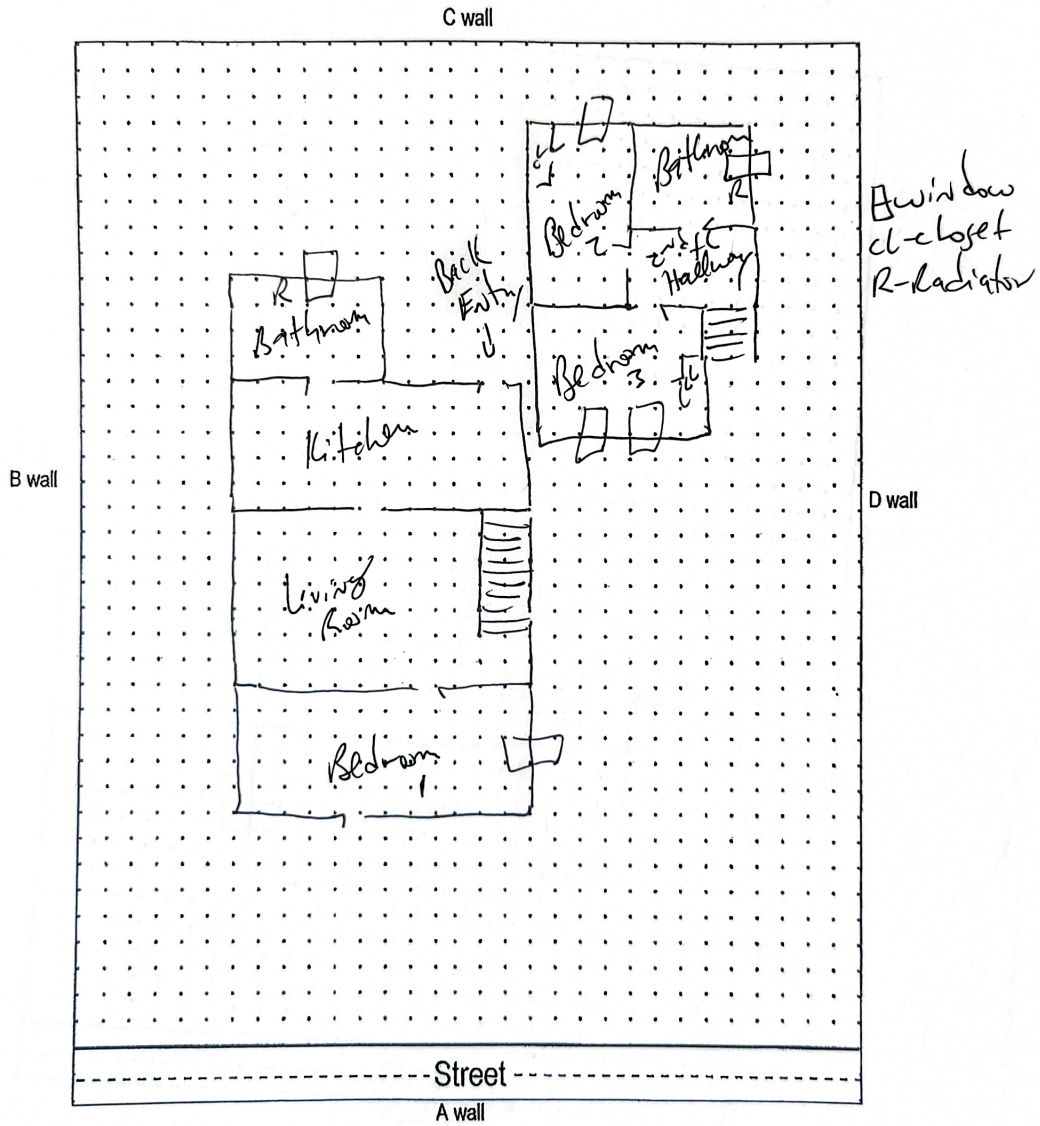 C wall
Bathroom
R
CL
Bedroom
2
2nd fl
Hallway
window
cl-closet
R-Radiator
Back
Entry
R
Bathroom
Bedroom
3
CL
Kitchen
B wall
D wall
Living
Room
Bedroom
1
Street
A wall